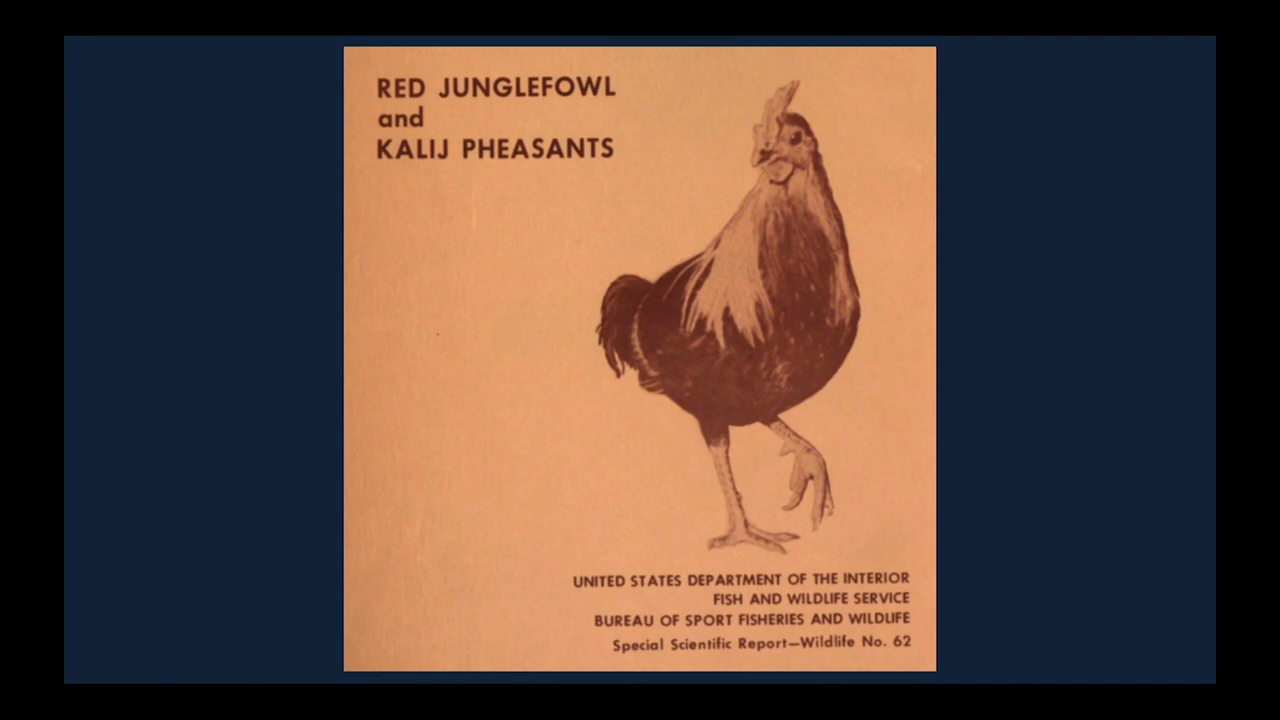 RED JUNGLEFOWL
and
KALIJ PHEASANTS
UNITED STATES DEPARTMENT OF THE INTERIOR
FISH AND WILDLIFE SERVICE
BUREAU OF SPORT FISHERIES AND WILDLIFE
Special Scientific Report—Wildlife No. 62